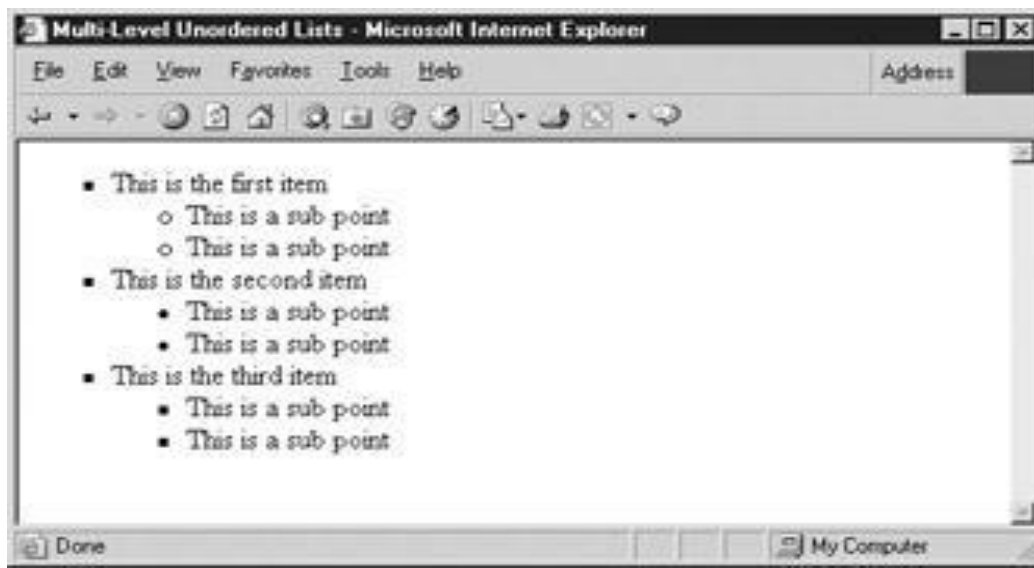 Multi-Level Unordered Lists - Microsoft Internet Explorer
File Edit View Favorites Tools Help Address
▪ This is the first item
○ This is a sub point
○ This is a sub point
▪ This is the second item
• This is a sub point
• This is a sub point
▪ This is the third item
▪ This is a sub point
▪ This is a sub point
Done My Computer